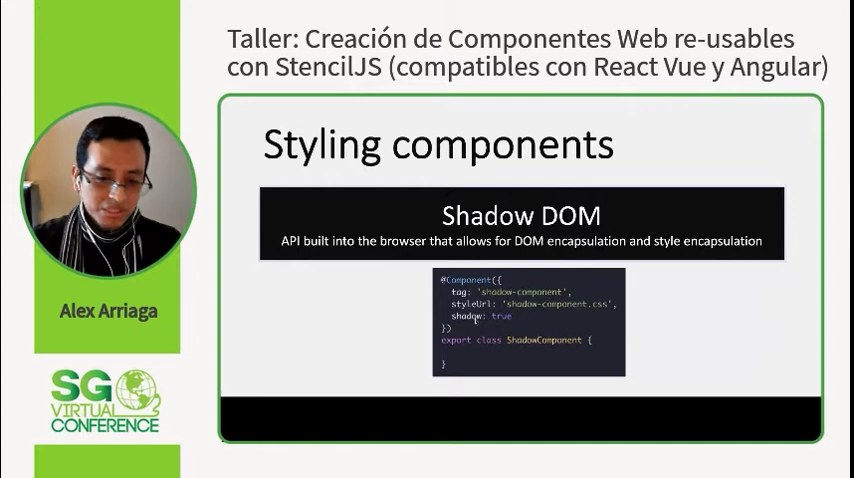 Taller: Creación de Componentes Web re-usables
con StencilJS (compatibles con React Vue y Angular)
Styling components
Shadow DOM
API built into the browser that allows for DOM encapsulation and style encapsulation
@Component({
tag: 'shadow-component',
styleUrl: 'shadow-component.css',
shadow: true
})
export class ShadowComponent {
}
Alex Arriaga
SG
VIRTUAL
CONFERENCE